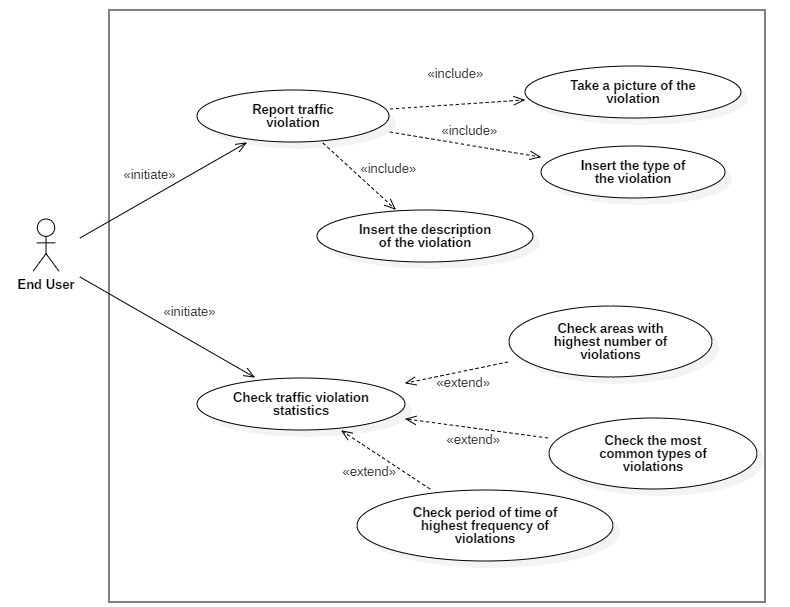 «include»
Take a picture of the
violation
Report traffic
violation
«include»
Insert the type of
the violation
«include»
«initiate»
Insert the description
of the violation
End User
«initiate»
Check areas with
highest number of
violations
«extend»
Check traffic violation
statistics
«extend»
Check the most
common types of
violations
«extend»
Check period of time of
highest frequency of
violations